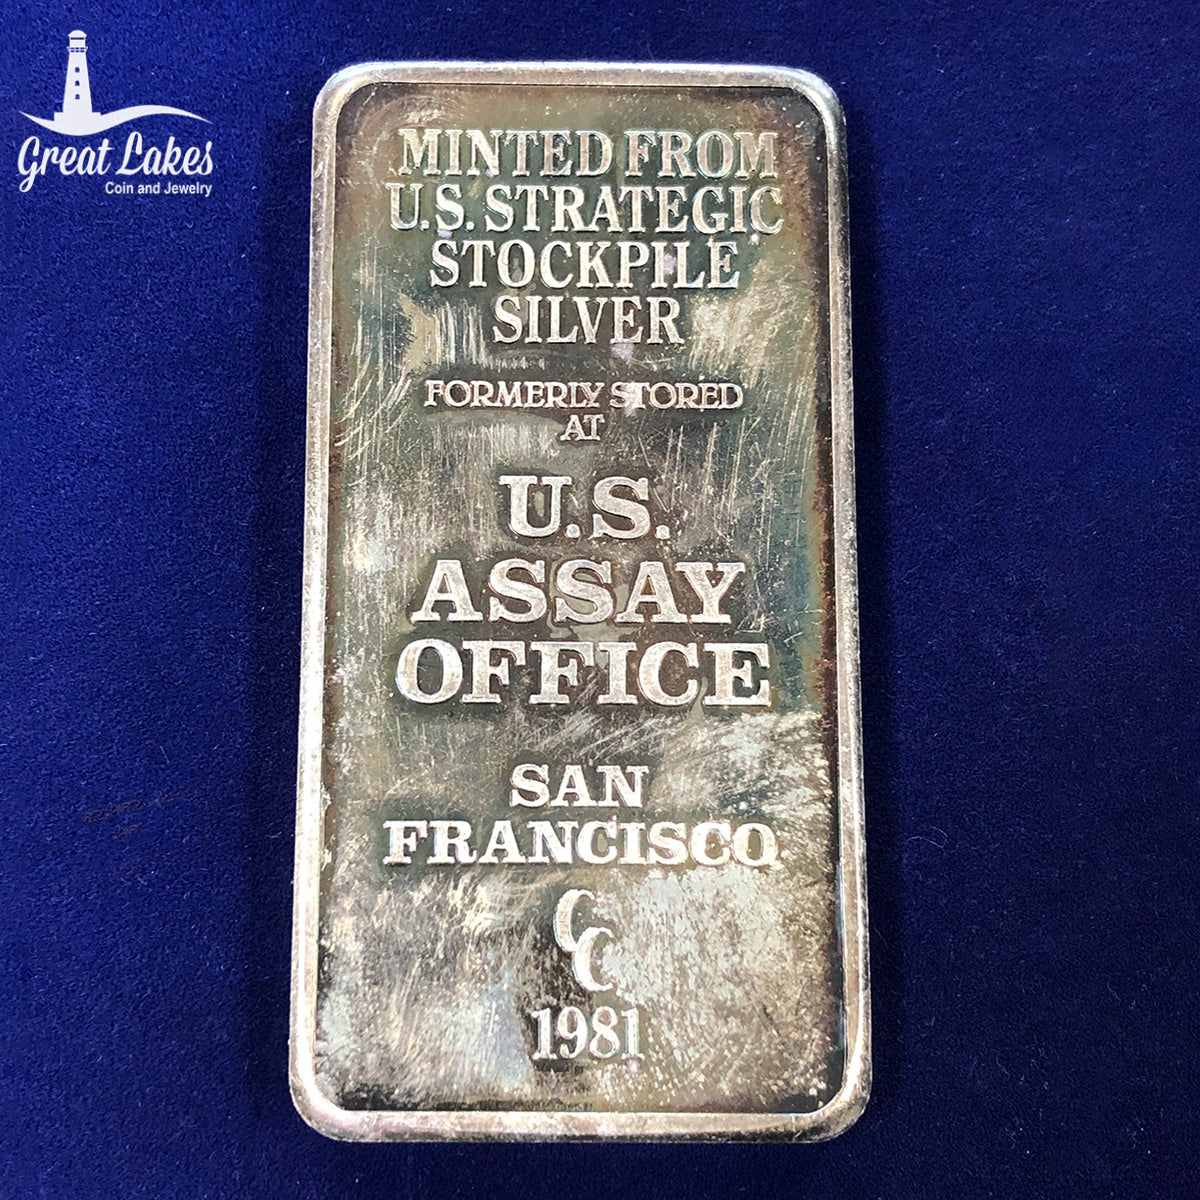 Great Lakes
Coin and Jewelry
MINTED FROM
U.S. STRATEGIC
STOCKPILE
SILVER
FORMERLY STORED
AT
U.S.
ASSAY
OFFICE
SAN
FRANCISCO
CC
1981